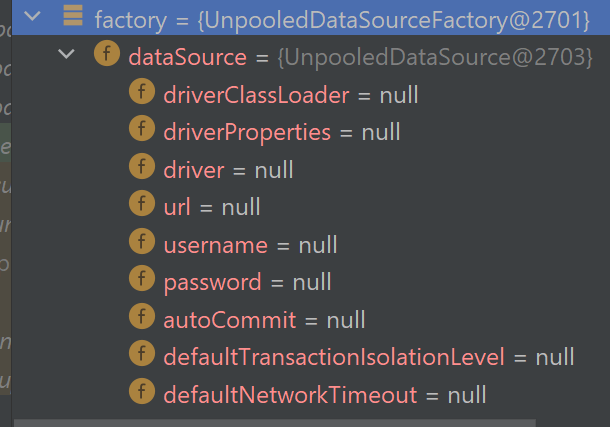 factory = {UnpooledDataSourceFactory@2701}
f dataSource = {UnpooledDataSource@2703}
f driverClassLoader = null
f driverProperties = null
f driver = null
f url = null
f username = null
f password = null
f autoCommit = null
f defaultTransactionIsolationLevel = null
f defaultNetworkTimeout = null